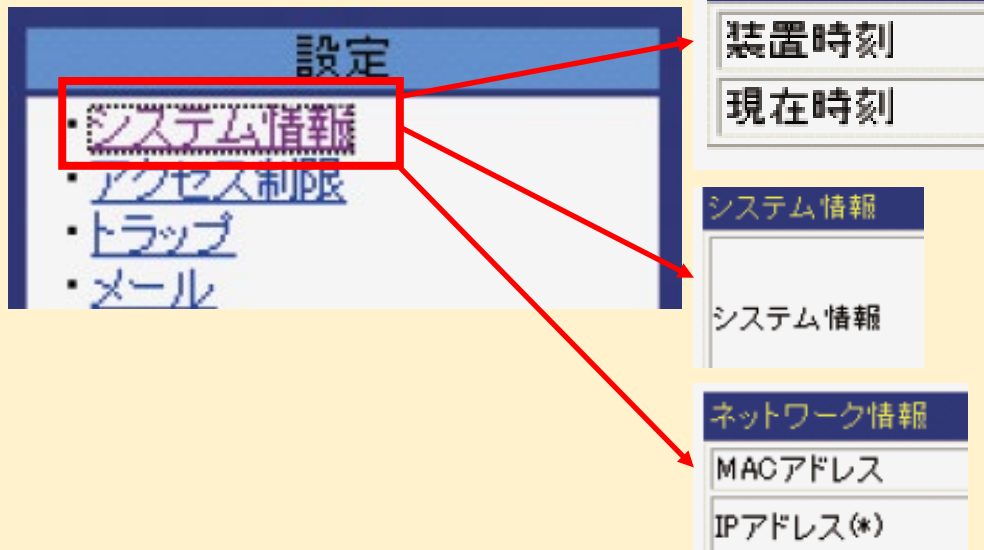 設定
・システム情報
・アクセス制限
・トラップ
・メール
装置時刻
現在時刻
システム情報
システム情報
ネットワーク情報
MACアドレス
IPアドレス(*)